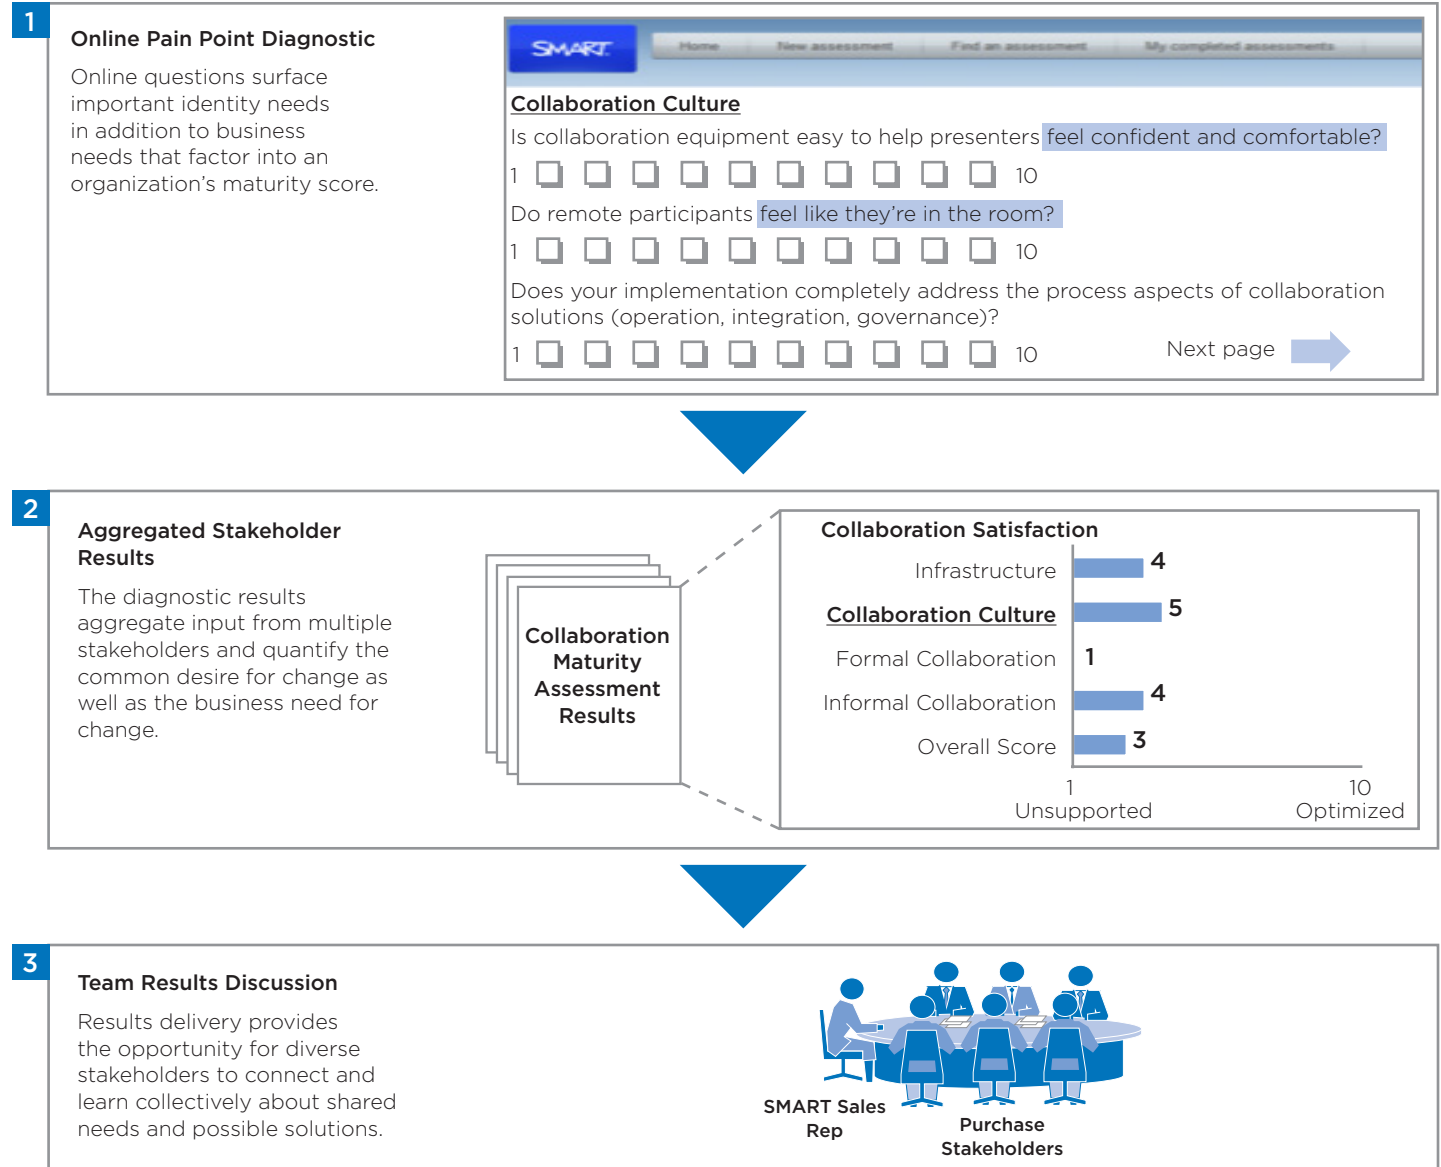 1
Online Pain Point Diagnostic
Online questions surface
important identity needs
in addition to business
needs that factor into an
organization's maturity score.
SMART
Home New assessment Find an assessment My completed assessments
Collaboration Culture
Is collaboration equipment easy to help presenters feel confident and comfortable?
1 10
Do remote participants feel like they're in the room?
1 10
Does your implementation completely address the process aspects of collaboration
solutions (operation, integration, governance)?
1 10
Next page
2
Aggregated Stakeholder
Results
The diagnostic results
aggregate input from multiple
stakeholders and quantify the
common desire for change as
well as the business need for
change.
Collaboration
Maturity
Assessment
Results
Collaboration Satisfaction
Infrastructure 4
Collaboration Culture 5
Formal Collaboration 1
Informal Collaboration 4
Overall Score 3
1 10
Unsupported Optimized
3
Team Results Discussion
Results delivery provides
the opportunity for diverse
stakeholders to connect and
learn collectively about shared
needs and possible solutions.
SMART Sales
Rep
Purchase
Stakeholders